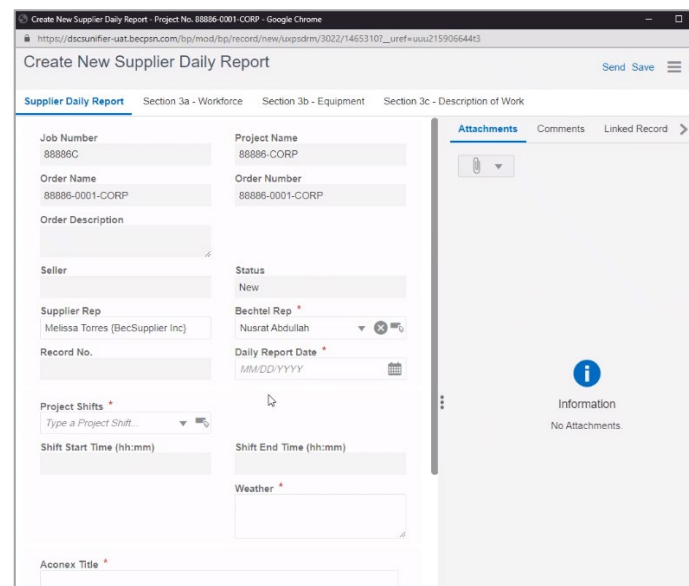 Create New Supplier Daily Report - Project No. 88886-0001-CORP - Google Chrome
https://dscsunifier-uat.becpsn.com/bp/mod/bp/record/new/uxpsdrm/3022/1465310?_uref=uuu215906644t3
Create New Supplier Daily Report
Send Save
Supplier Daily Report Section 3a - Workforce Section 3b - Equipment Section 3c - Description of Work
Attachments Comments Linked Record
Job Number Project Name
88886C 88886-CORP
Order Name Order Number
88886-0001-CORP 88886-0001-CORP
Order Description
Seller Status
New
Supplier Rep Bechtel Rep *
Melissa Torres (BecSupplier Inc) Nusrat Abdullah
Record No. Daily Report Date *
MM/DD/YYYY
Information
No Attachments.
Project Shifts *
Type a Project Shift...
Shift Start Time (hh:mm) Shift End Time (hh:mm)
Weather *
Aconex Title *